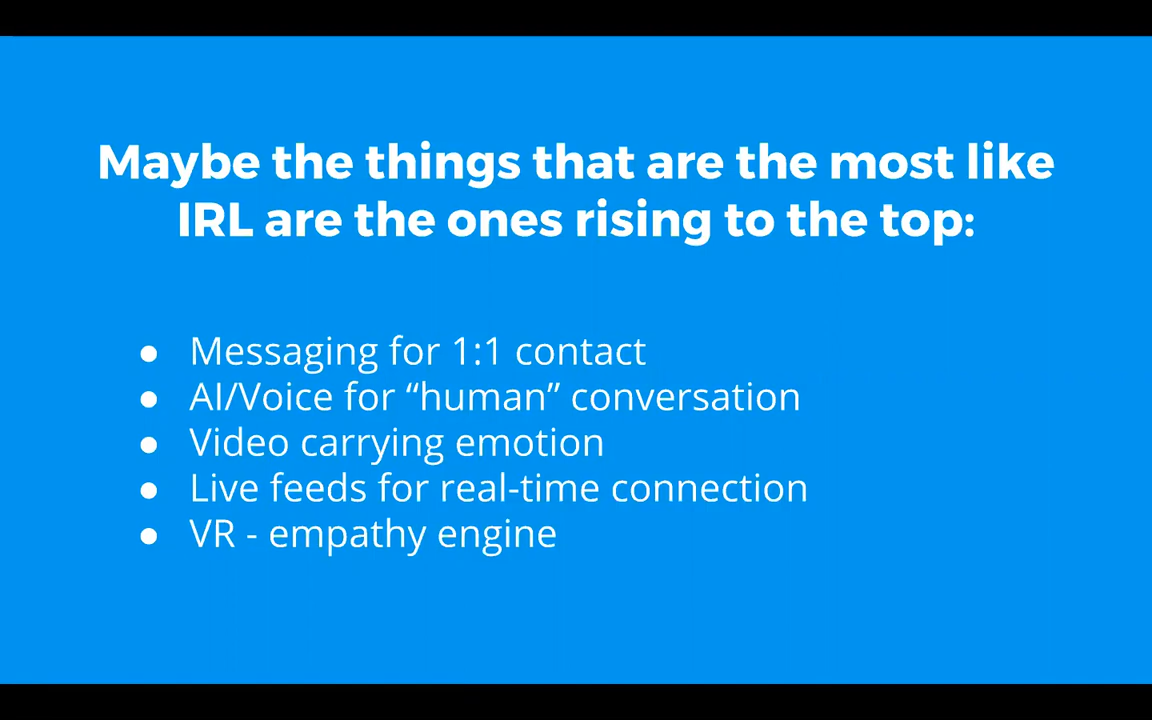 Maybe the things that are the most like
IRL are the ones rising to the top:
● Messaging for 1:1 contact
● AI/Voice for “human” conversation
● Video carrying emotion
● Live feeds for real-time connection
● VR - empathy engine